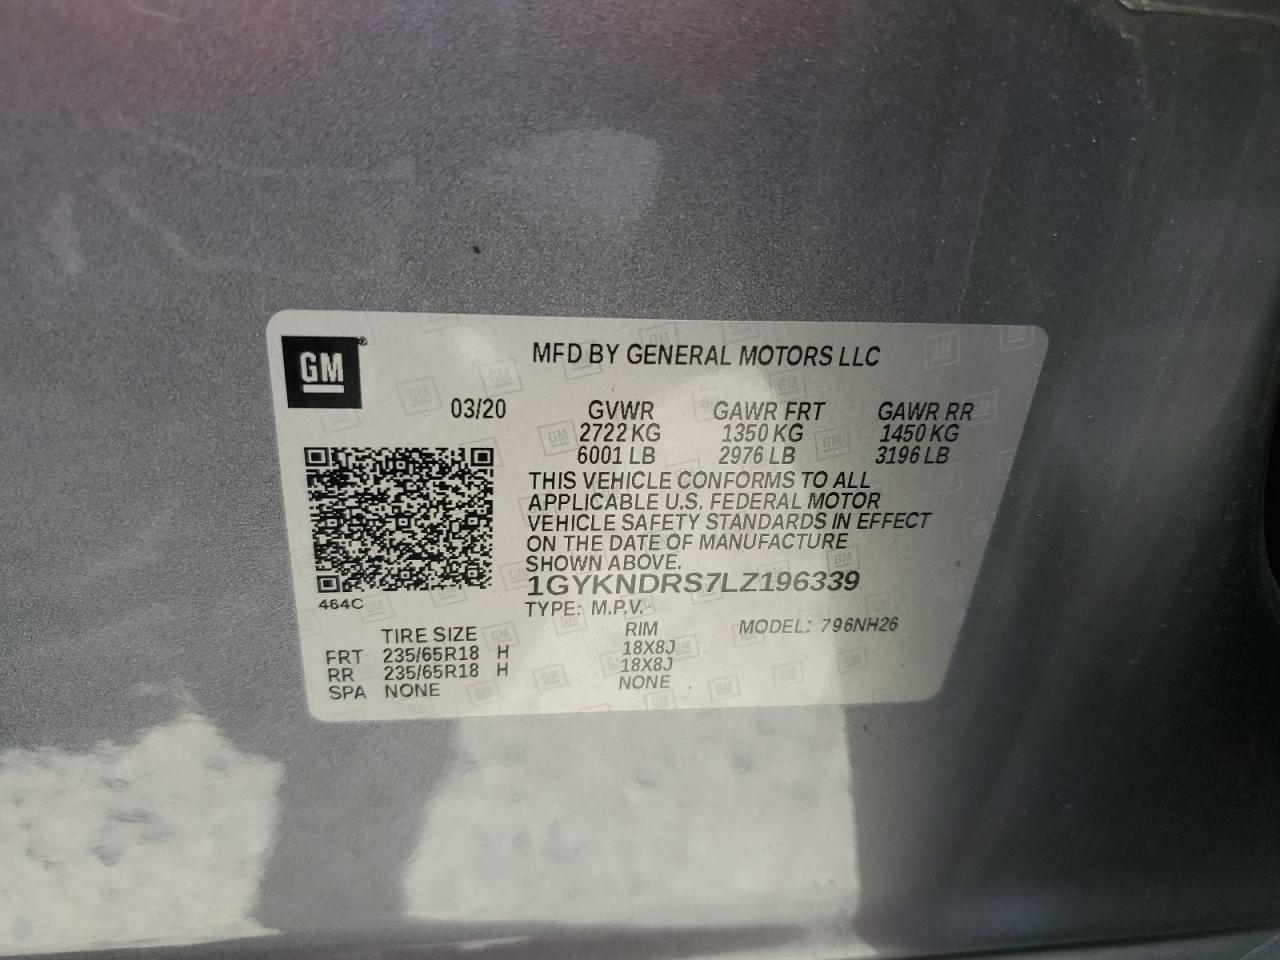 GM®
MFD BY GENERAL MOTORS LLC
03/20 GVWR GAWR FRT GAWR RR
2722 KG 1350 KG 1450 KG
6001 LB 2976 LB 3196 LB
THIS VEHICLE CONFORMS TO ALL
APPLICABLE U.S. FEDERAL MOTOR
VEHICLE SAFETY STANDARDS IN EFFECT
ON THE DATE OF MANUFACTURE
SHOWN ABOVE.
1GYKNDRS7LZ196339
464C
TYPE: M.P.V.
TIRE SIZE RIM MODEL: 796NH26
FRT 235/65R18 H 18X8J
RR 235/65R18 H 18X8J
SPA NONE NONE